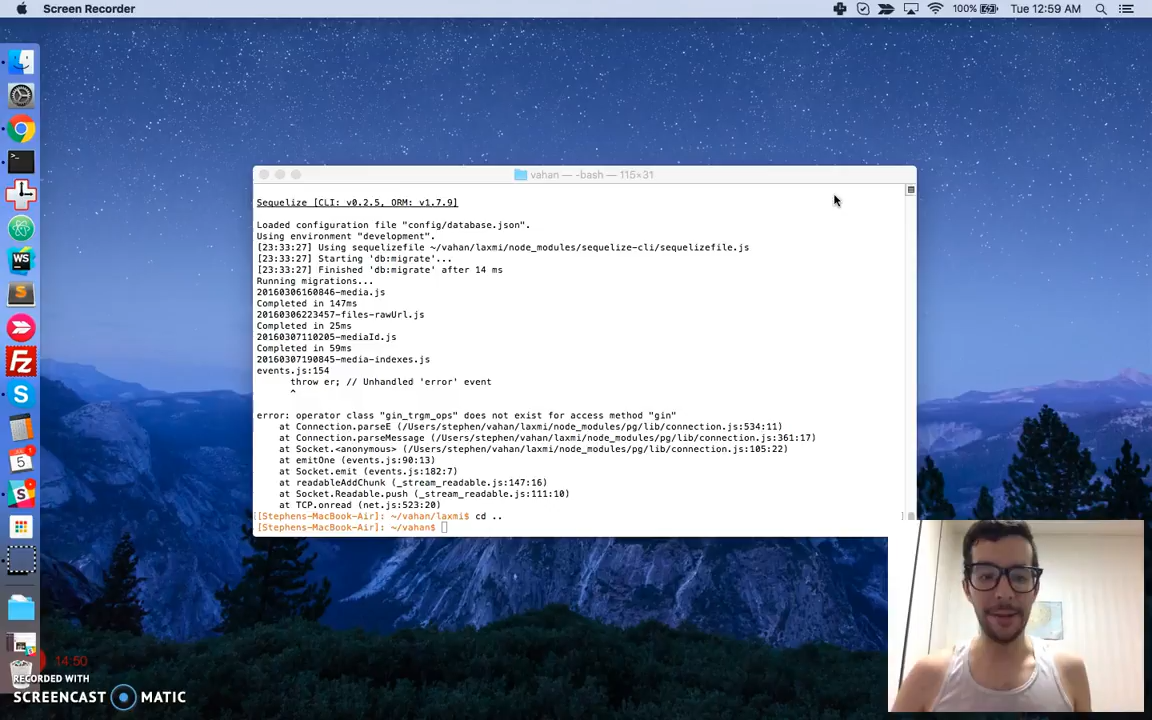 Screen Recorder
100%
Tue 12:59 AM
vahan — -bash — 115×31
Sequelize [CLI: v0.2.5, ORM: v1.7.9]
Loaded configuration file "config/database.json".
Using environment "development".
[23:33:27] Using sequelizefile ~/vahan/laxmi/node_modules/sequelize-cli/sequelizefile.js
[23:33:27] Starting 'db:migrate'...
[23:33:27] Finished 'db:migrate' after 14 ms
Running migrations...
20160306160846-media.js
Completed in 147ms
20160306223457-files-rawUrl.js
Completed in 25ms
20160307110205-mediaId.js
Completed in 59ms
20160307190845-media-indexes.js
events.js:154
throw er; // Unhandled 'error' event
^
error: operator class "gin_trgm_ops" does not exist for access method "gin"
at Connection.parseE (/Users/stephen/vahan/laxmi/node_modules/pg/lib/connection.js:534:11)
at Connection.parseMessage (/Users/stephen/vahan/laxmi/node_modules/pg/lib/connection.js:361:17)
at Socket.<anonymous> (/Users/stephen/vahan/laxmi/node_modules/pg/lib/connection.js:105:22)
at emitOne (events.js:90:13)
at Socket.emit (events.js:182:7)
at readableAddChunk (_stream_readable.js:147:16)
at Socket.Readable.push (_stream_readable.js:111:10)
at TCP.onread (net.js:523:20)
[[Stephens-MacBook-Air]: ~/vahan/laxmi$ cd .. ]
[Stephens-MacBook-Air]: ~/vahan$
WS
S
Fz
S
JUL
5
14:50
RECORDED WITH
SCREENCAST MATIC